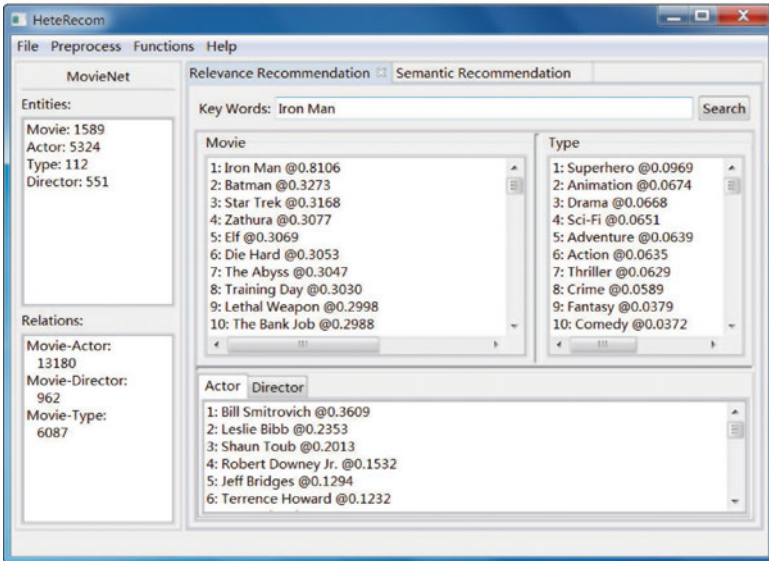 HeteRecom
File Preprocess Functions Help
MovieNet
Entities:
Movie: 1589
Actor: 5324
Type: 112
Director: 551
Relations:
Movie-Actor:
13180
Movie-Director:
962
Movie-Type:
6087
Relevance Recommendation Semantic Recommendation
Key Words: Iron Man Search
Movie
1: Iron Man @0.8106
2: Batman @0.3273
3: Star Trek @0.3168
4: Zathura @0.3077
5: Elf @0.3069
6: Die Hard @0.3053
7: The Abyss @0.3047
8: Training Day @0.3030
9: Lethal Weapon @0.2998
10: The Bank Job @0.2988
Type
1: Superhero @0.0969
2: Animation @0.0674
3: Drama @0.0668
4: Sci-Fi @0.0651
5: Adventure @0.0639
6: Action @0.0635
7: Thriller @0.0629
8: Crime @0.0589
9: Fantasy @0.0379
10: Comedy @0.0372
Actor Director
1: Bill Smitrovich @0.3609
2: Leslie Bibb @0.2353
3: Shaun Toub @0.2013
4: Robert Downey Jr. @0.1532
5: Jeff Bridges @0.1294
6: Terrence Howard @0.1232